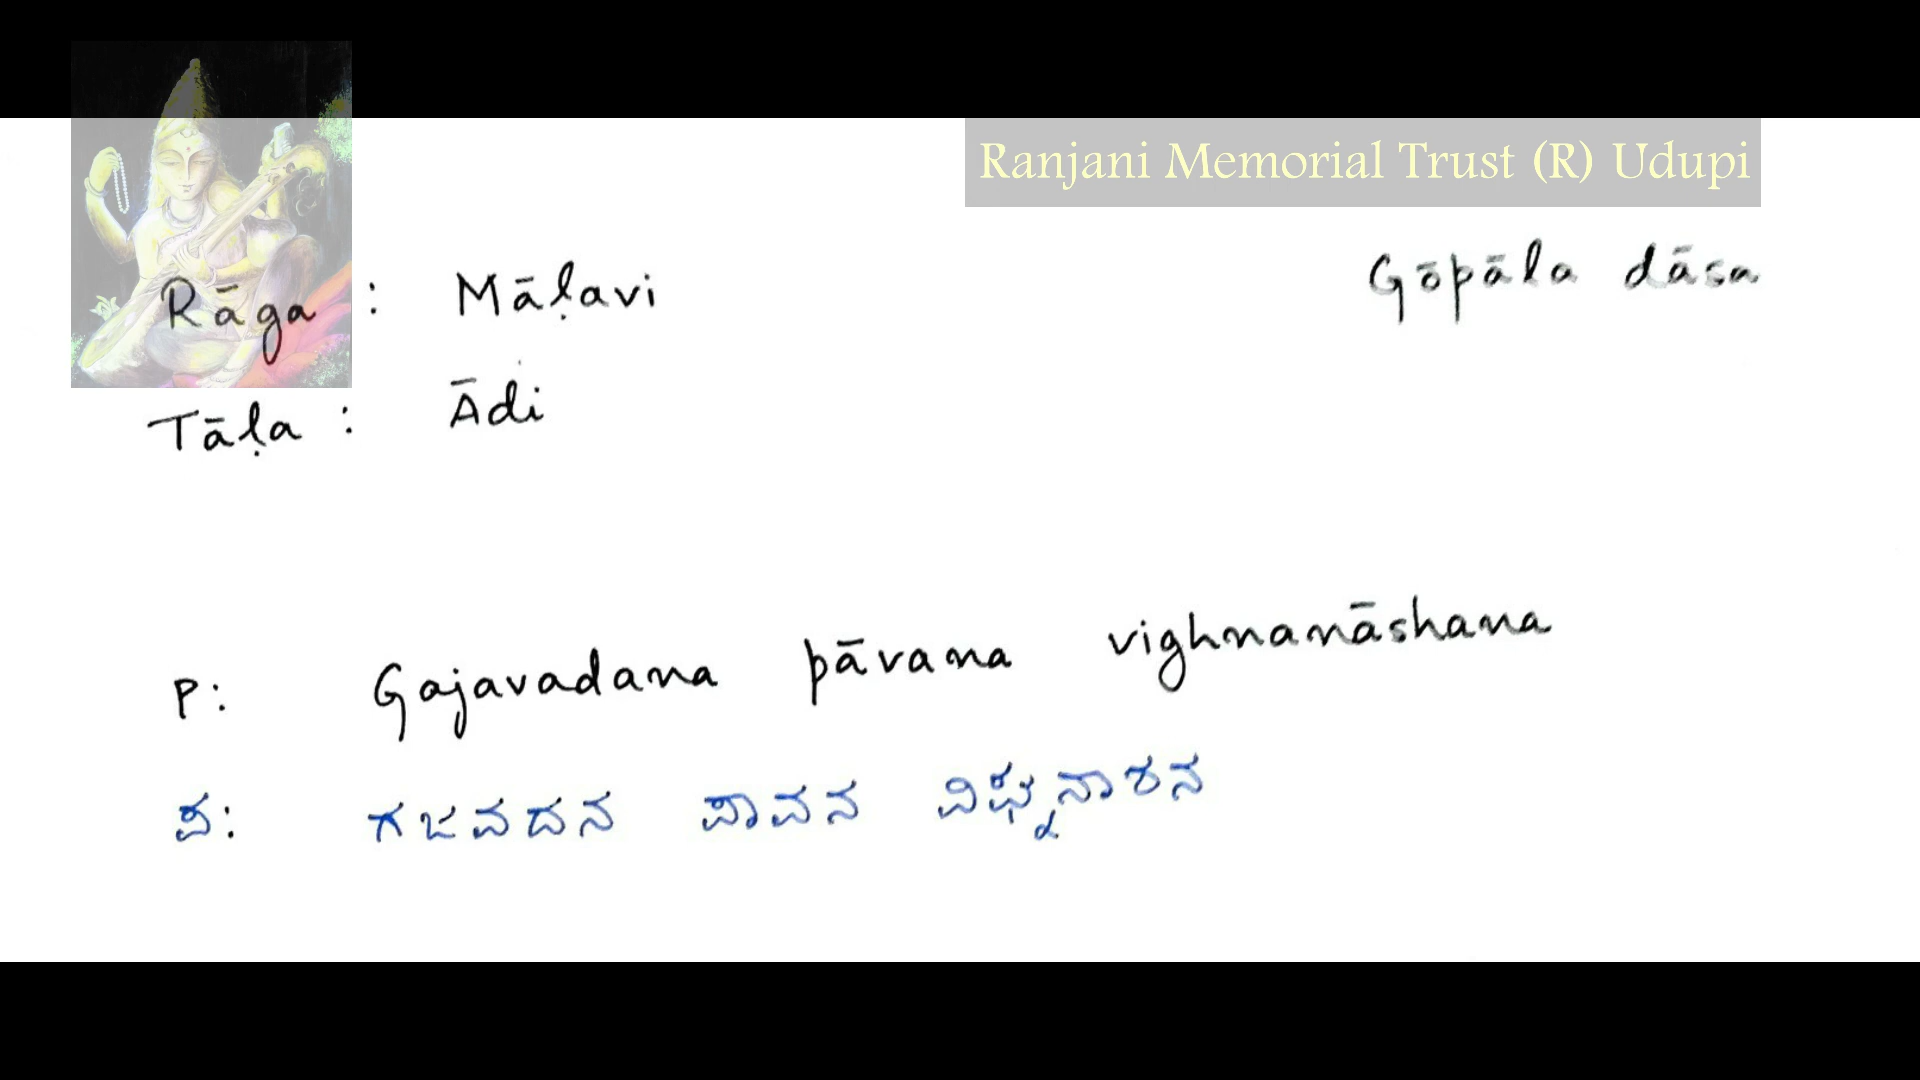 Ranjani Memorial Trust (R) Udupi
Gōpāla dāsa
Rāga : Māḷavi
Tāḷa : Ādi
P: Gajavadana pāvana vighnanāshana
ಪ: ಗಜವದನ ಪಾವನ ವಿಘ್ನನಾಶನ